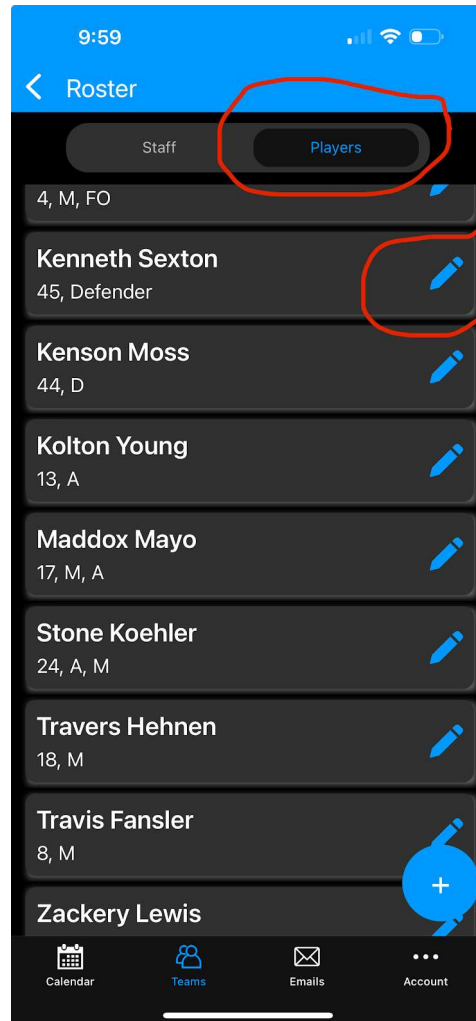 9:59
Roster
Staff
Players
4, M, FO
Kenneth Sexton
45, Defender
Kenson Moss
44, D
Kolton Young
13, A
Maddox Mayo
17, M, A
Stone Koehler
24, A, M
Travers Hehnen
18, M
Travis Fansler
8, M
+
Zackery Lewis
Calendar
Teams
Emails
Account